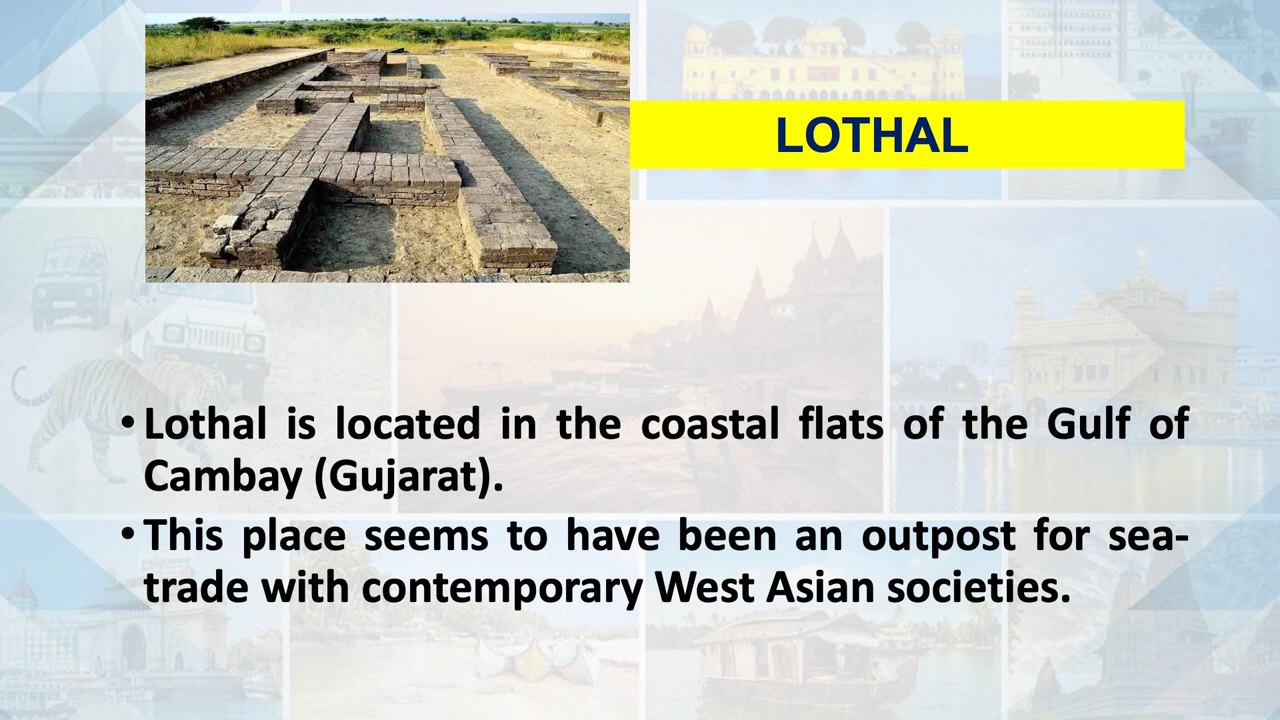 LOTHAL
• Lothal is located in the coastal flats of the Gulf of
Cambay (Gujarat).
• This place seems to have been an outpost for sea-
trade with contemporary West Asian societies.